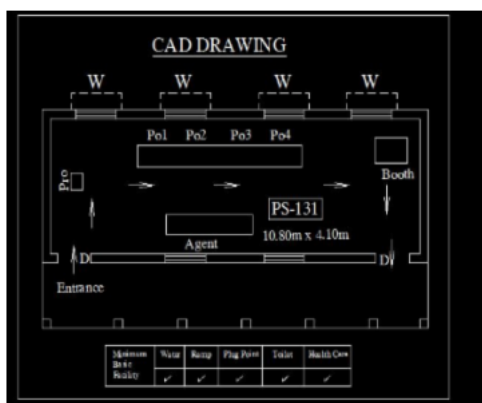 CAD DRAWING
W W W W
Po1 Po2 Po3 Po4
Pro
Booth
PS-131
10.80m x 4.10m
Agent
D D
Entrance
Minimum Basic Facility Water Ramp Plug Point Toilet Health Care
✓ ✓ ✓ ✓ ✓